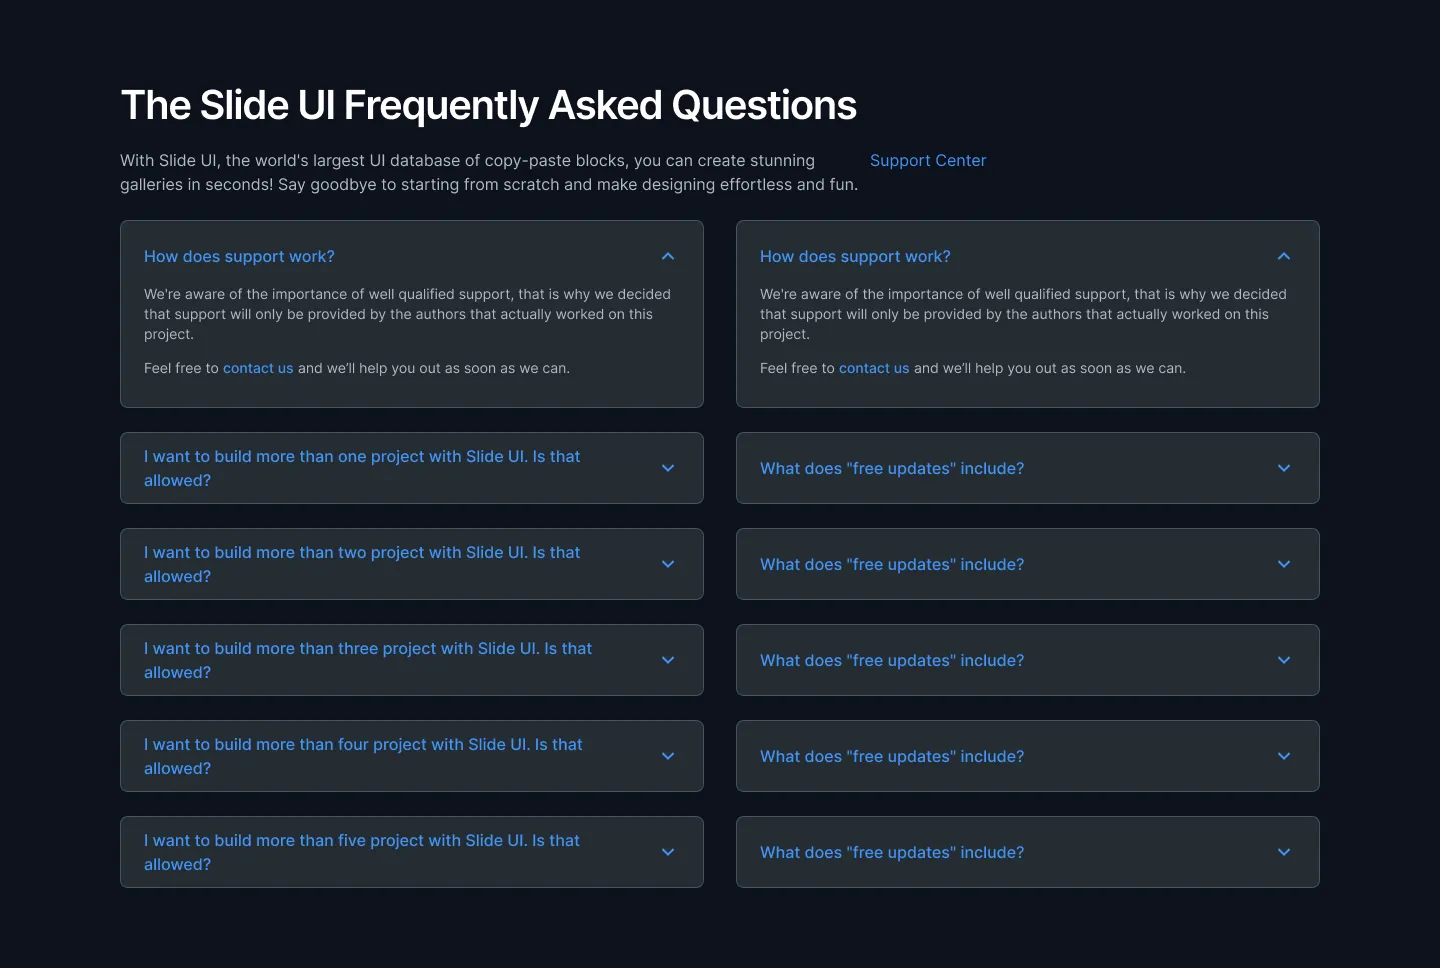 The Slide UI Frequently Asked Questions
With Slide UI, the world's largest UI database of copy-paste blocks, you can create stunning
galleries in seconds! Say goodbye to starting from scratch and make designing effortless and fun.
Support Center
How does support work?
We're aware of the importance of well qualified support, that is why we decided
that support will only be provided by the authors that actually worked on this
project.
Feel free to contact us and we’ll help you out as soon as we can.
I want to build more than one project with Slide UI. Is that
allowed?
I want to build more than two project with Slide UI. Is that
allowed?
I want to build more than three project with Slide UI. Is that
allowed?
I want to build more than four project with Slide UI. Is that
allowed?
I want to build more than five project with Slide UI. Is that
allowed?
How does support work?
We're aware of the importance of well qualified support, that is why we decided
that support will only be provided by the authors that actually worked on this
project.
Feel free to contact us and we’ll help you out as soon as we can.
What does "free updates" include?
What does "free updates" include?
What does "free updates" include?
What does "free updates" include?
What does "free updates" include?